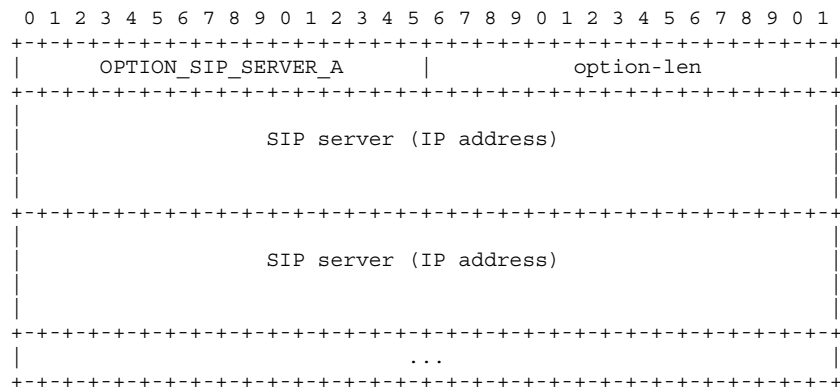 0 1 2 3 4 5 6 7 8 9 0 1 2 3 4 5 6 7 8 9 0 1 2 3 4 5 6 7 8 9 0 1
+-+-+-+-+-+-+-+-+-+-+-+-+-+-+-+-+-+-+-+-+-+-+-+-+-+-+-+-+-+-+-+-+
| OPTION_SIP_SERVER_A | option-len |
+-+-+-+-+-+-+-+-+-+-+-+-+-+-+-+-+-+-+-+-+-+-+-+-+-+-+-+-+-+-+-+-+
| |
| SIP server (IP address) |
| |
| |
+-+-+-+-+-+-+-+-+-+-+-+-+-+-+-+-+-+-+-+-+-+-+-+-+-+-+-+-+-+-+-+-+
| |
| SIP server (IP address) |
| |
| |
+-+-+-+-+-+-+-+-+-+-+-+-+-+-+-+-+-+-+-+-+-+-+-+-+-+-+-+-+-+-+-+-+
| ... |
+-+-+-+-+-+-+-+-+-+-+-+-+-+-+-+-+-+-+-+-+-+-+-+-+-+-+-+-+-+-+-+-+